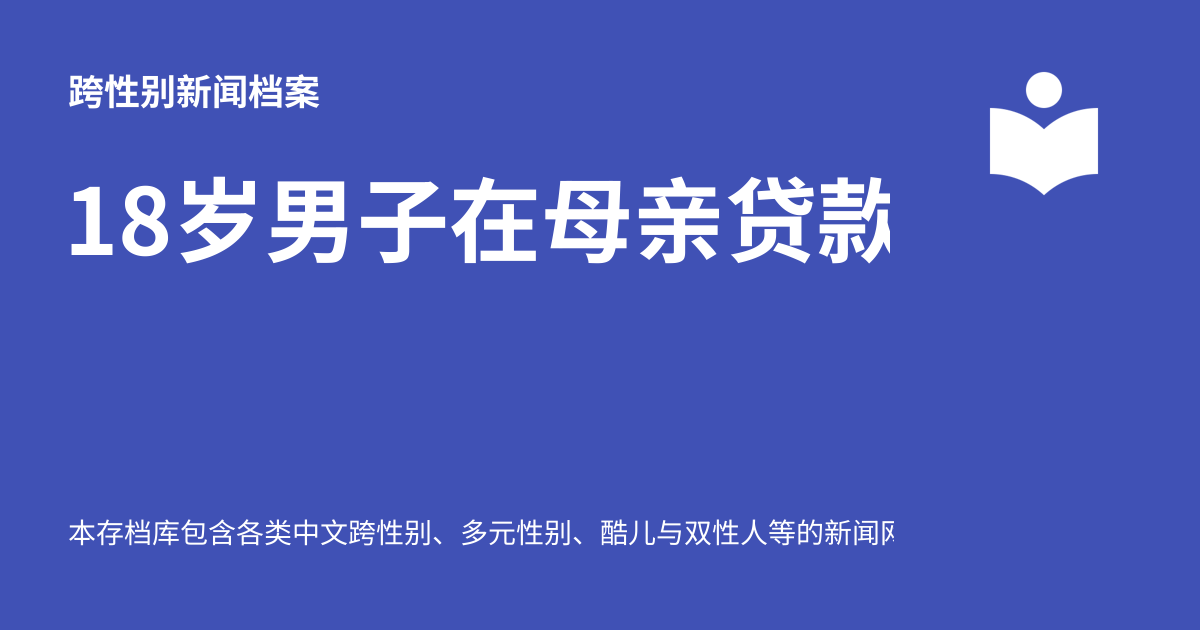 跨性别新闻档案
18岁男子在母亲贷款
本存档库包含各类中文跨性别、多元性别、酷儿与双性人等的新闻网